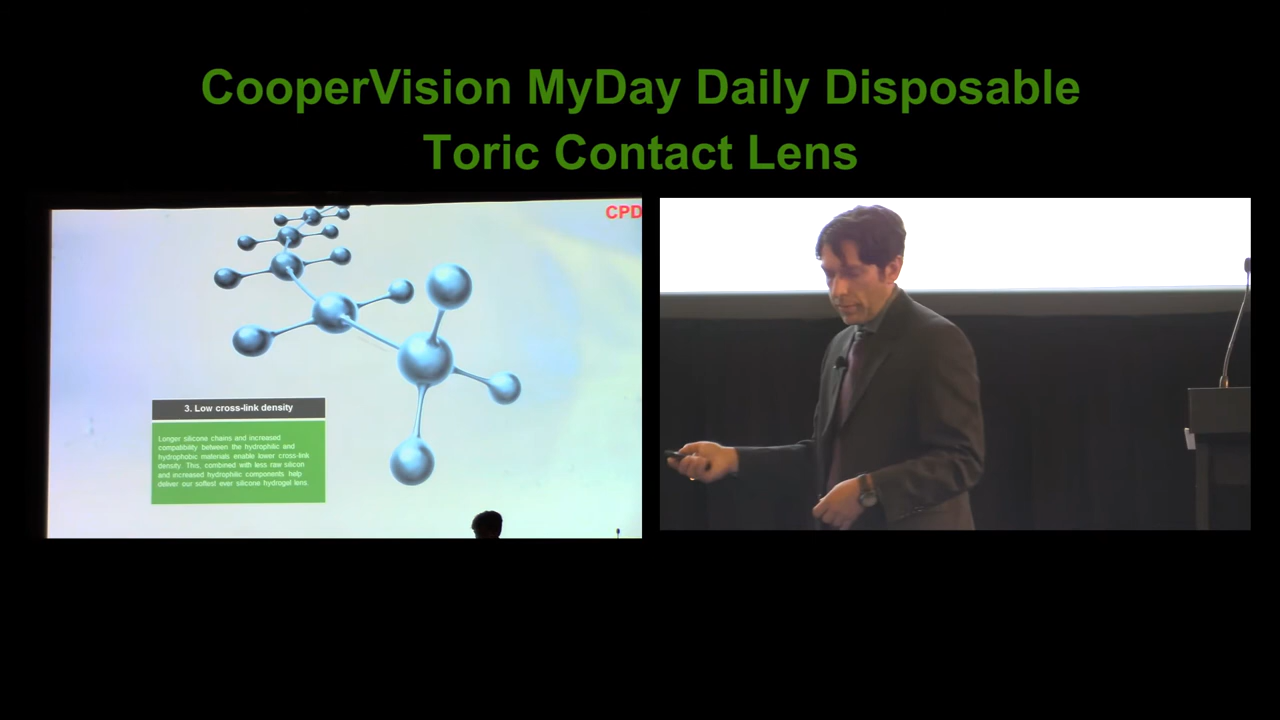 CooperVision MyDay Daily Disposable
Toric Contact Lens
CPD
3. Low cross-link density
Longer silicone chains and increased
compatibility between the hydrophilic and
hydrophobic materials enable lower cross-link
density. This, combined with less raw silicon
and increased hydrophilic components help
deliver our softest ever silicone hydrogel lens.